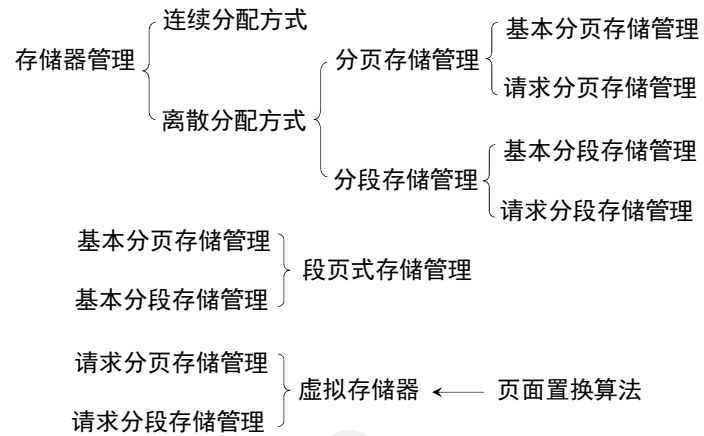 连续分配方式
基本分页存储管理
存储器管理
分页存储管理
请求分页存储管理
离散分配方式
基本分段存储管理
分段存储管理
请求分段存储管理
基本分页存储管理
段页式存储管理
基本分段存储管理
请求分页存储管理
虚拟存储器 页面置换算法
请求分段存储管理